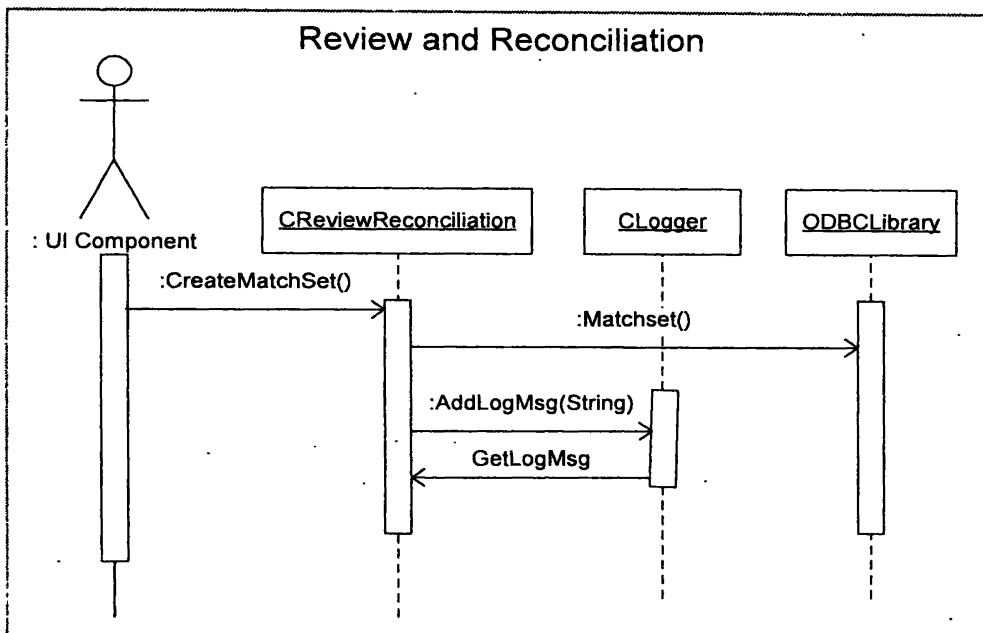 Review and Reconciliation
CReviewReconciliation
CLogger
ODBCLibrary
: UI Component
:CreateMatchSet()
:Matchset()
:AddLogMsg(String)
GetLogMsg